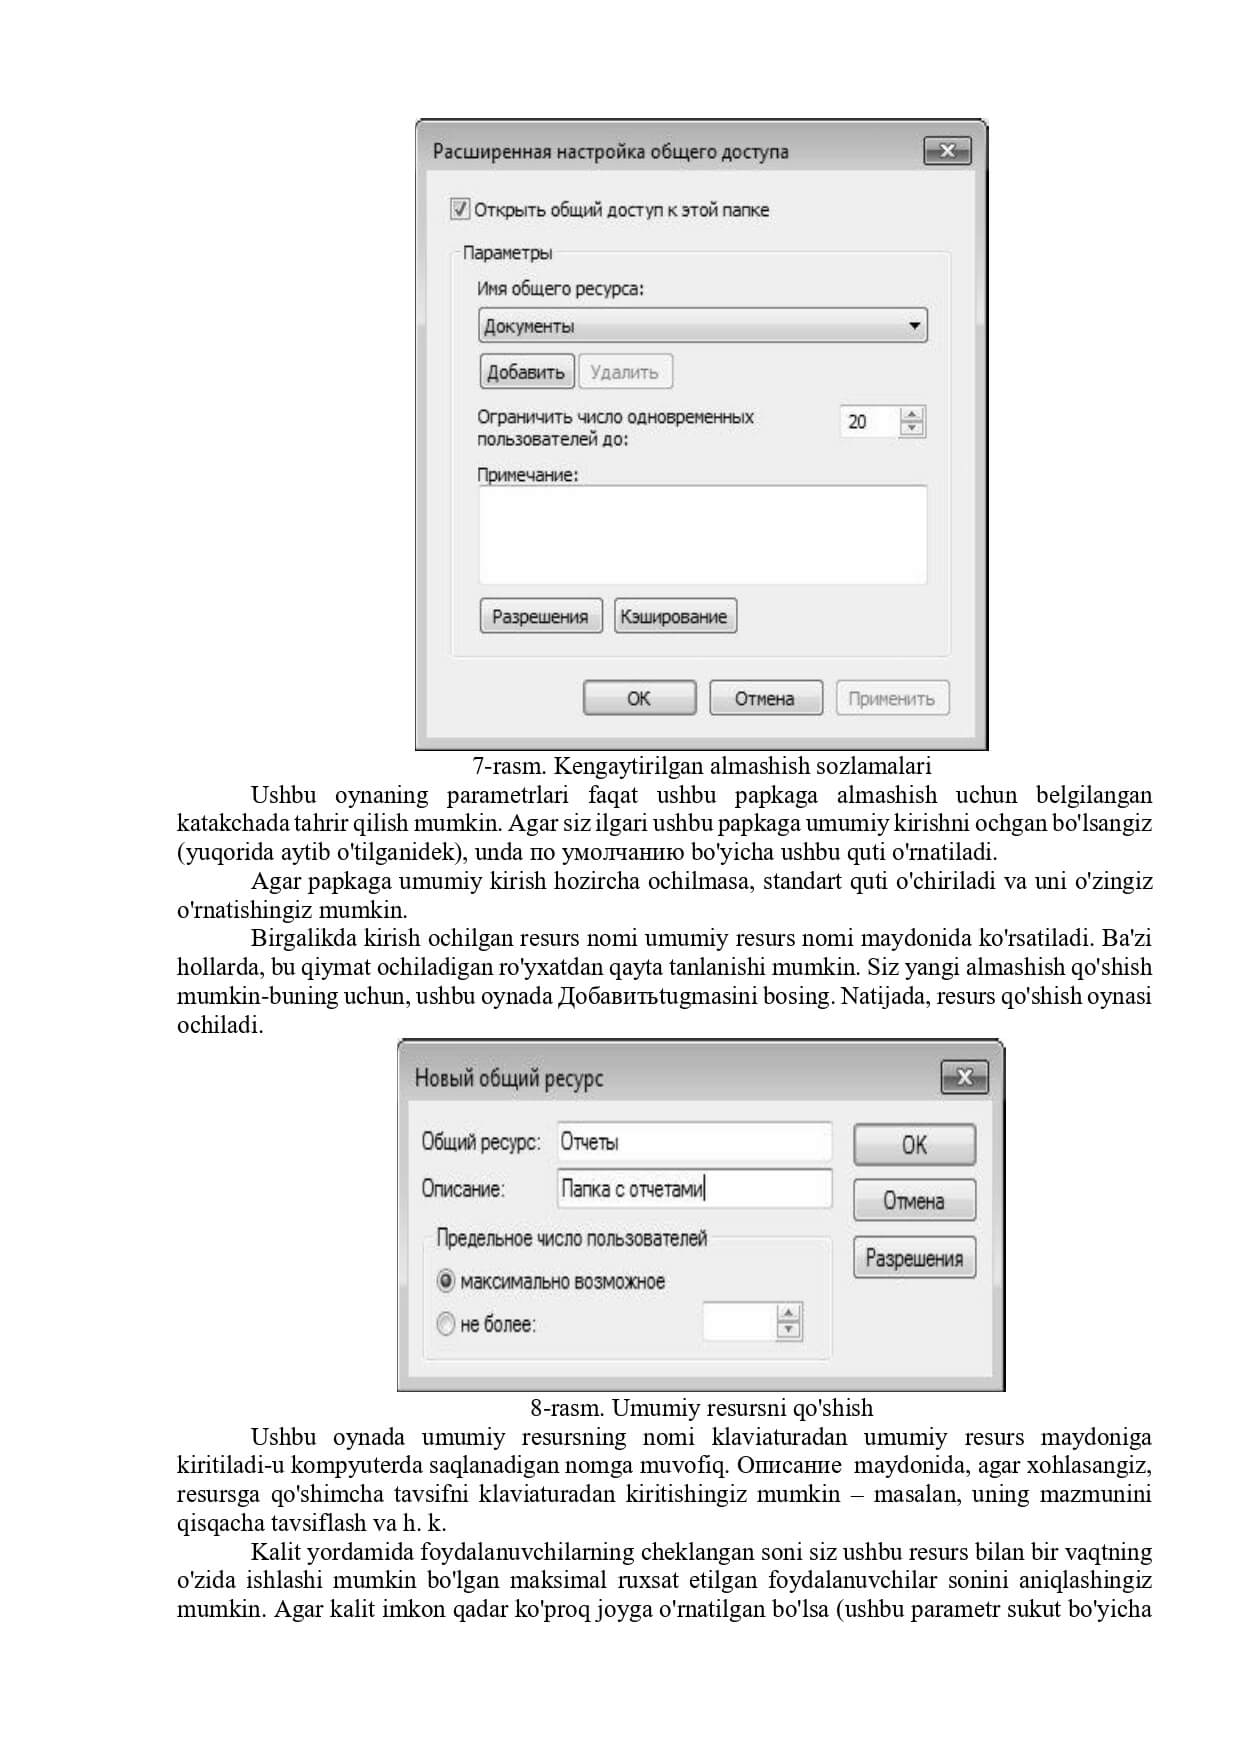 Расширенная настройка общего доступа
Открыть общий доступ к этой папке
Параметры
Имя общего ресурса:
Документы
Добавить Удалить
Ограничить число одновременных
пользователей до:
20
Примечание:
Разрешения Кэширование
ОК Отмена Применить
7-rasm. Kengaytirilgan almashish sozlamalari
Ushbu oynaning parametrlari faqat ushbu papkaga almashish uchun belgilangan
katakchada tahrir qilish mumkin. Agar siz ilgari ushbu papkaga umumiy kirishni ochgan bo'lsangiz
(yuqorida aytib o'tilganidek), unda по умолчанию bo'yicha ushbu quti o'rnatiladi.
Agar papkaga umumiy kirish hozircha ochilmasa, standart quti o'chiriladi va uni o'zingiz
o'rnatishingiz mumkin.
Birgalikda kirish ochilgan resurs nomi umumiy resurs nomi maydonida ko'rsatiladi. Ba'zi
hollarda, bu qiymat ochiladigan ro'yxatdan qayta tanlanishi mumkin. Siz yangi almashish qo'shish
mumkin-buning uchun, ushbu oynada Добавитьtugmasini bosing. Natijada, resurs qo'shish oynasi
ochiladi.
Новый общий ресурс
Общий ресурс: Отчеты
ОК
Описание: Папка с отчетами
Отмена
Предельное число пользователей
Разрешения
максимально возможное
не более:
8-rasm. Umumiy resursni qo'shish
Ushbu oynada umumiy resursning nomi klaviaturadan umumiy resurs maydoniga
kiritiladi-u kompyuterda saqlanadigan nomga muvofiq. Описание maydonida, agar xohlasangiz,
resursga qo'shimcha tavsifni klaviaturadan kiritishingiz mumkin – masalan, uning mazmunini
qisqacha tavsiflash va h. k.
Kalit yordamida foydalanuvchilarning cheklangan soni siz ushbu resurs bilan bir vaqtning
o'zida ishlashi mumkin bo'lgan maksimal ruxsat etilgan foydalanuvchilar sonini aniqlashingiz
mumkin. Agar kalit imkon qadar ko'proq joyga o'rnatilgan bo'lsa (ushbu parametr sukut bo'yicha